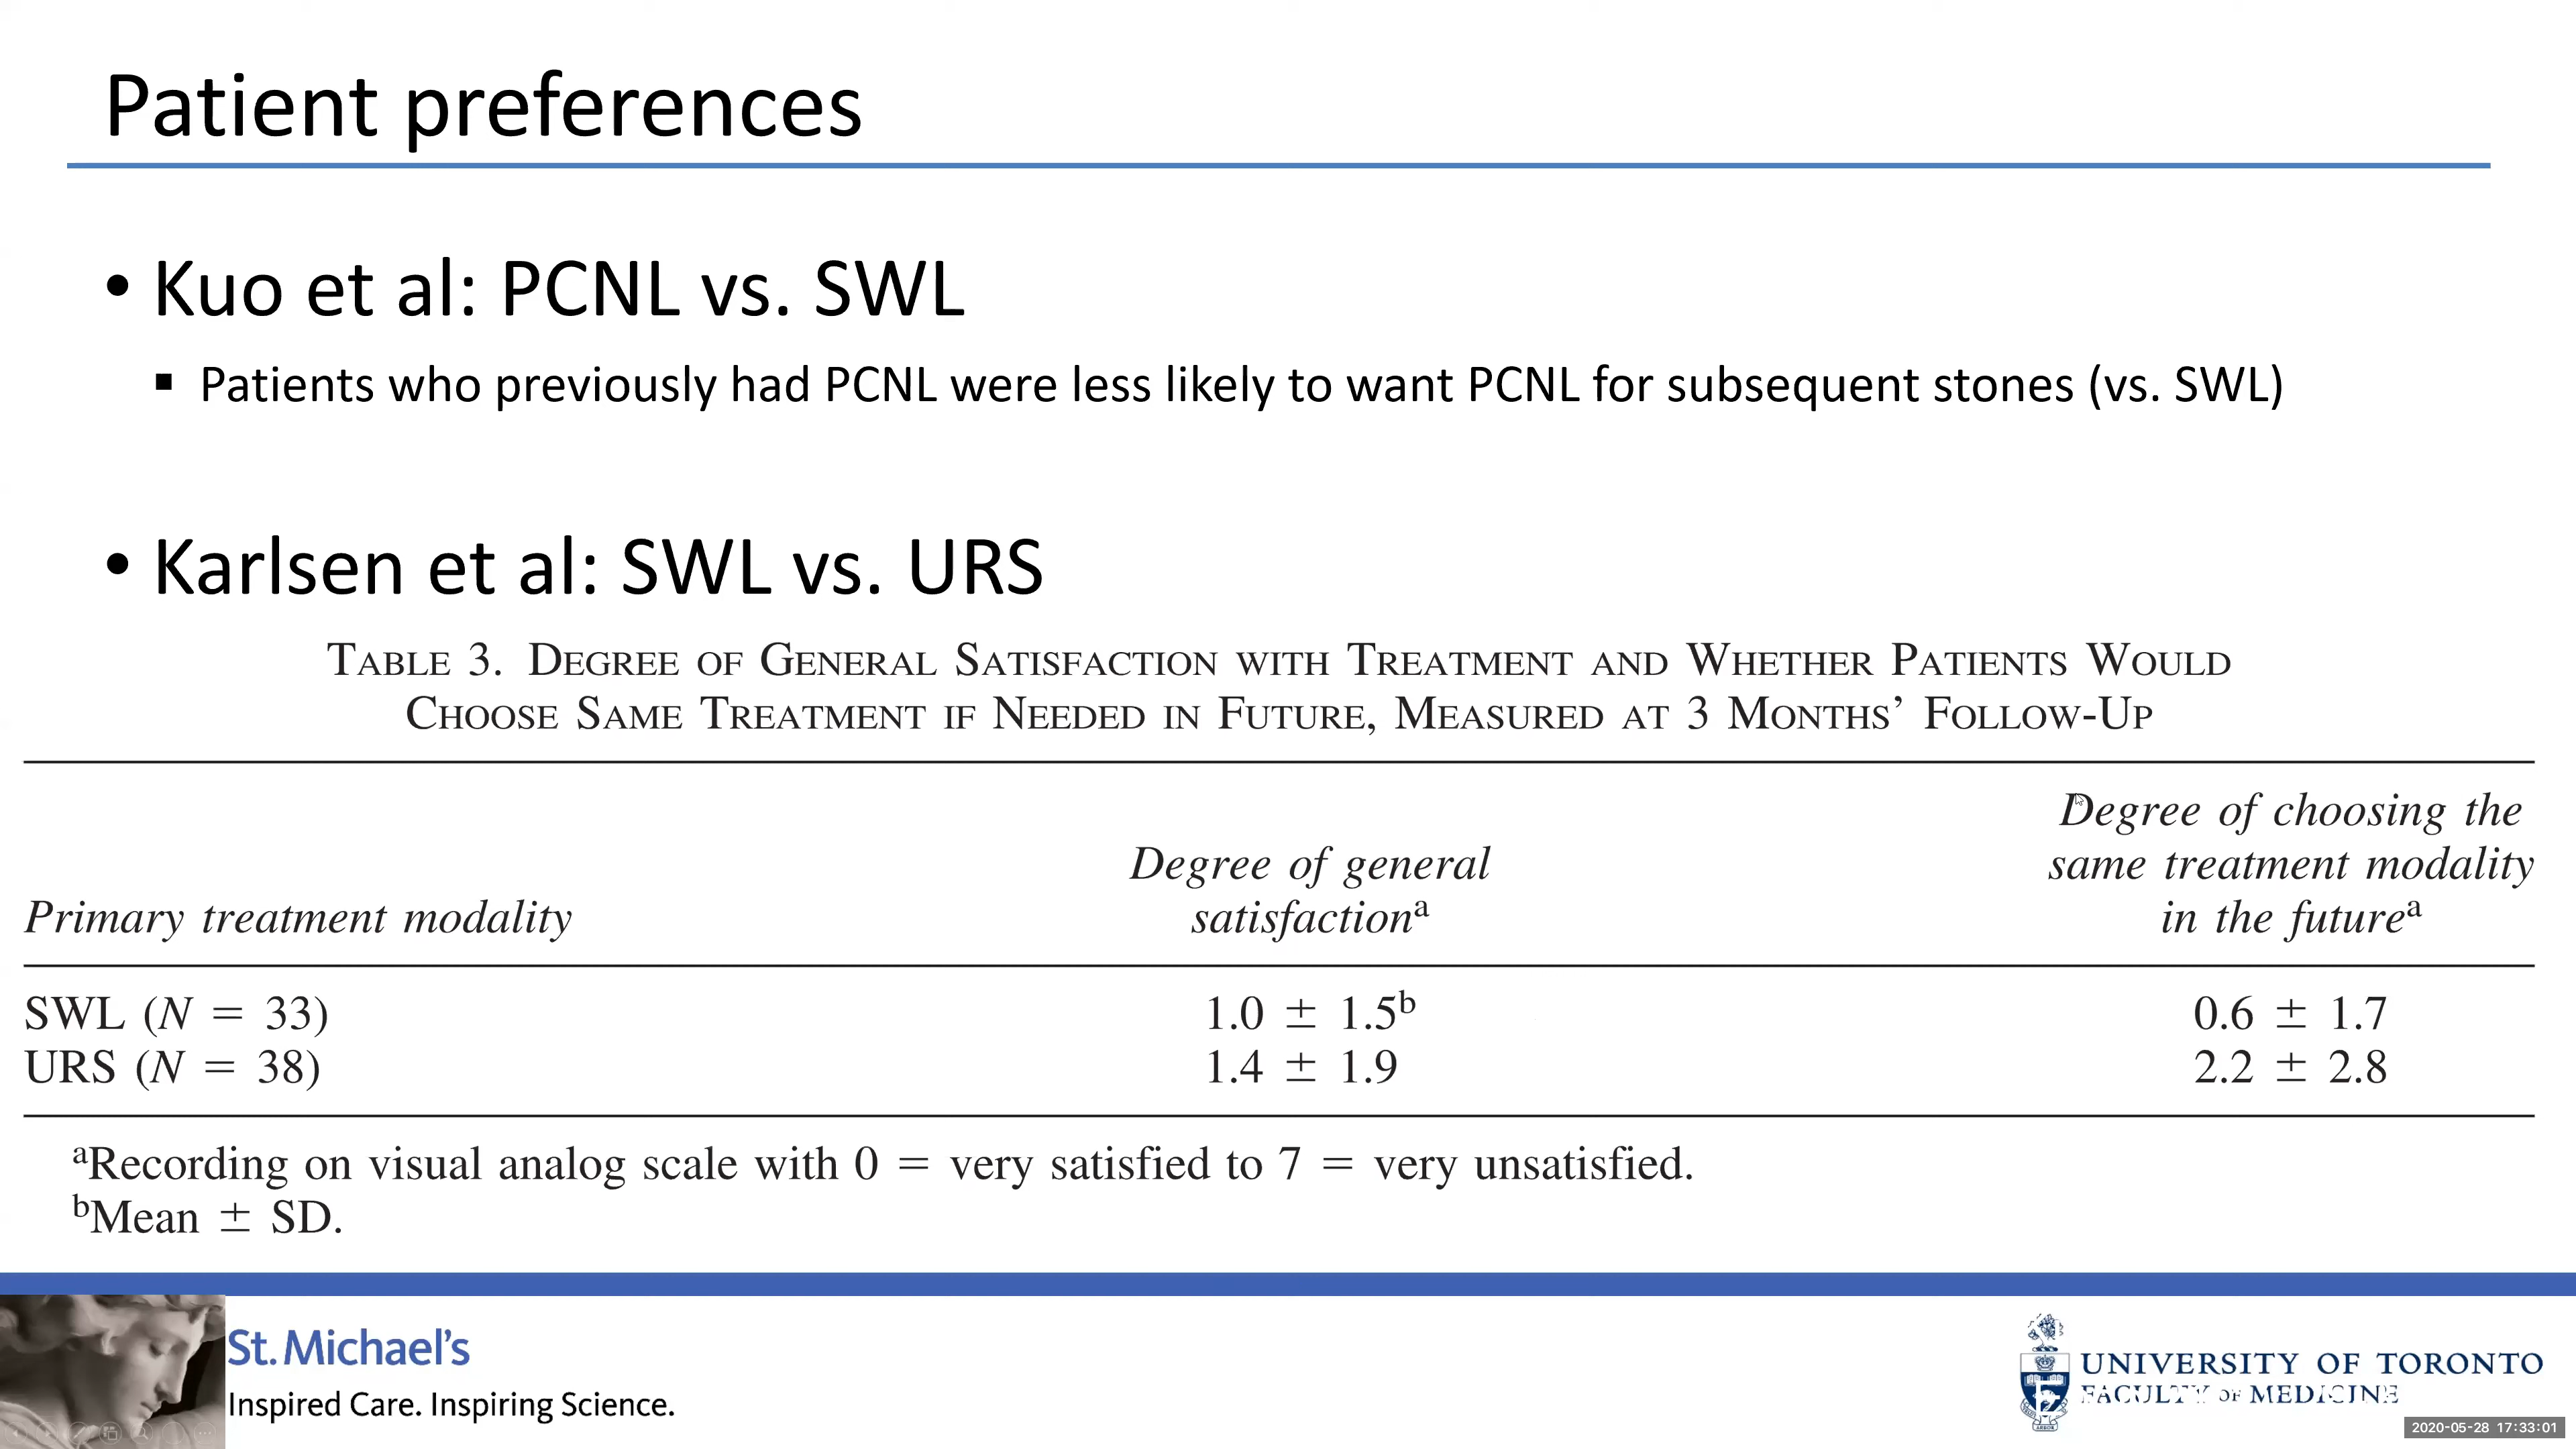 Patient preferences
• Kuo et al: PCNL vs. SWL
▪ Patients who previously had PCNL were less likely to want PCNL for subsequent stones (vs. SWL)
• Karlsen et al: SWL vs. URS
TABLE 3. DEGREE OF GENERAL SATISFACTION WITH TREATMENT AND WHETHER PATIENTS WOULD
CHOOSE SAME TREATMENT IF NEEDED IN FUTURE, MEASURED AT 3 MONTHS' FOLLOW-UP
Degree of choosing the
Degree of general same treatment modality
Primary treatment modality satisfactionᵃ in the futureᵃ
SWL (N = 33) 1.0 ± 1.5ᵇ 0.6 ± 1.7
URS (N = 38) 1.4 ± 1.9 2.2 ± 2.8
ᵃRecording on visual analog scale with 0 = very satisfied to 7 = very unsatisfied.
ᵇMean ± SD.
St. Michael's
Inspired Care. Inspiring Science.
UNIVERSITY OF TORONTO
FACULTY OF MEDICINE
2020-05-28 17:33:01